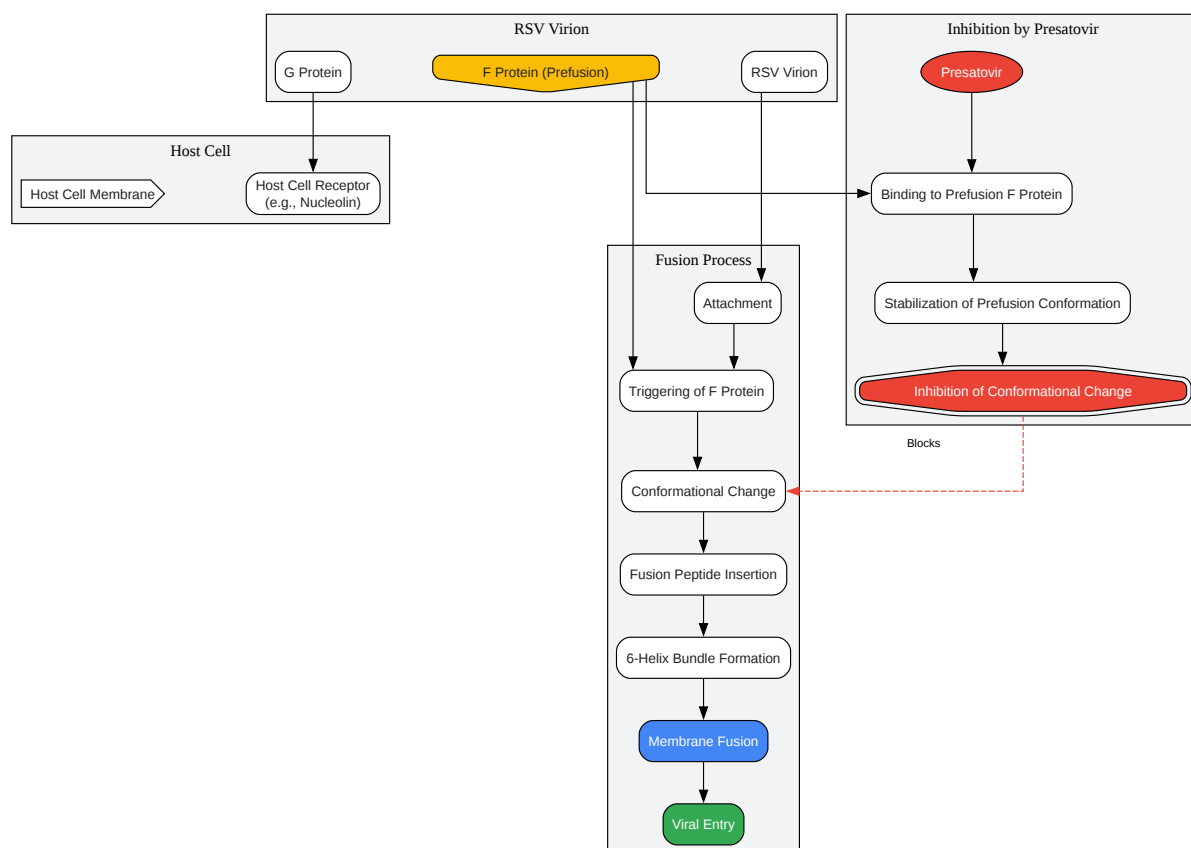 RSV Virion
G Protein
F Protein (Prefusion)
RSV Virion
Inhibition by Presatovir
Presatovir
Host Cell
Host Cell Membrane
Host Cell Receptor
(e.g., Nucleolin)
Binding to Prefusion F Protein
Fusion Process
Attachment
Stabilization of Prefusion Conformation
Triggering of F Protein
Inhibition of Conformational Change
Blocks
Conformational Change
Fusion Peptide Insertion
6-Helix Bundle Formation
Membrane Fusion
Viral Entry